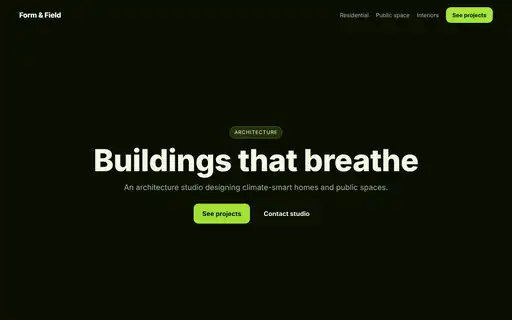 Form & Field
Residential Public space Interiors See projects
ARCHITECTURE
Buildings that breathe
An architecture studio designing climate-smart homes and public spaces.
See projects Contact studio